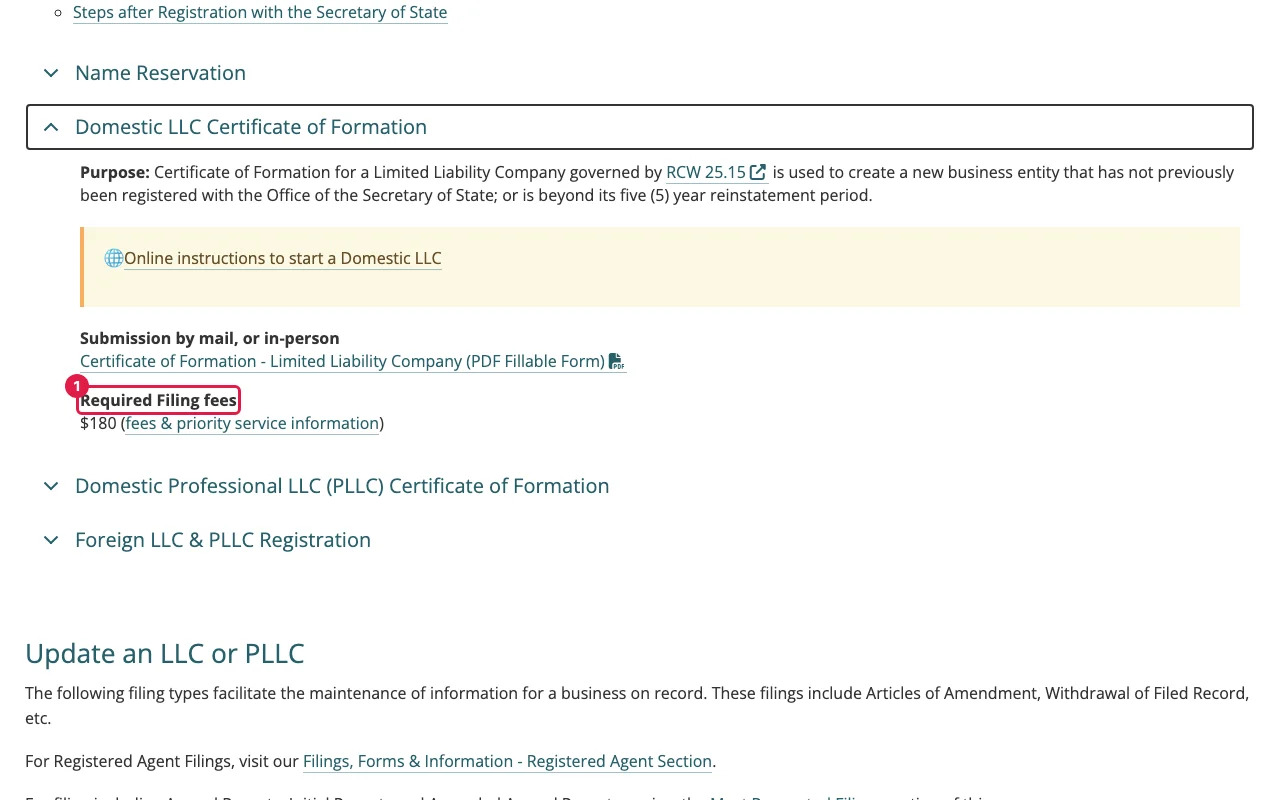 Steps after Registration with the Secretary of State
Name Reservation
Domestic LLC Certificate of Formation
Purpose: Certificate of Formation for a Limited Liability Company governed by RCW 25.15 is used to create a new business entity that has not previously
been registered with the Office of the Secretary of State; or is beyond its five (5) year reinstatement period.
Online instructions to start a Domestic LLC
Submission by mail, or in-person
Certificate of Formation - Limited Liability Company (PDF Fillable Form) PDF
1
Required Filing fees
$180 (fees & priority service information)
Domestic Professional LLC (PLLC) Certificate of Formation
Foreign LLC & PLLC Registration
Update an LLC or PLLC
The following filing types facilitate the maintenance of information for a business on record. These filings include Articles of Amendment, Withdrawal of Filed Record,
etc.
For Registered Agent Filings, visit our Filings, Forms & Information - Registered Agent Section.